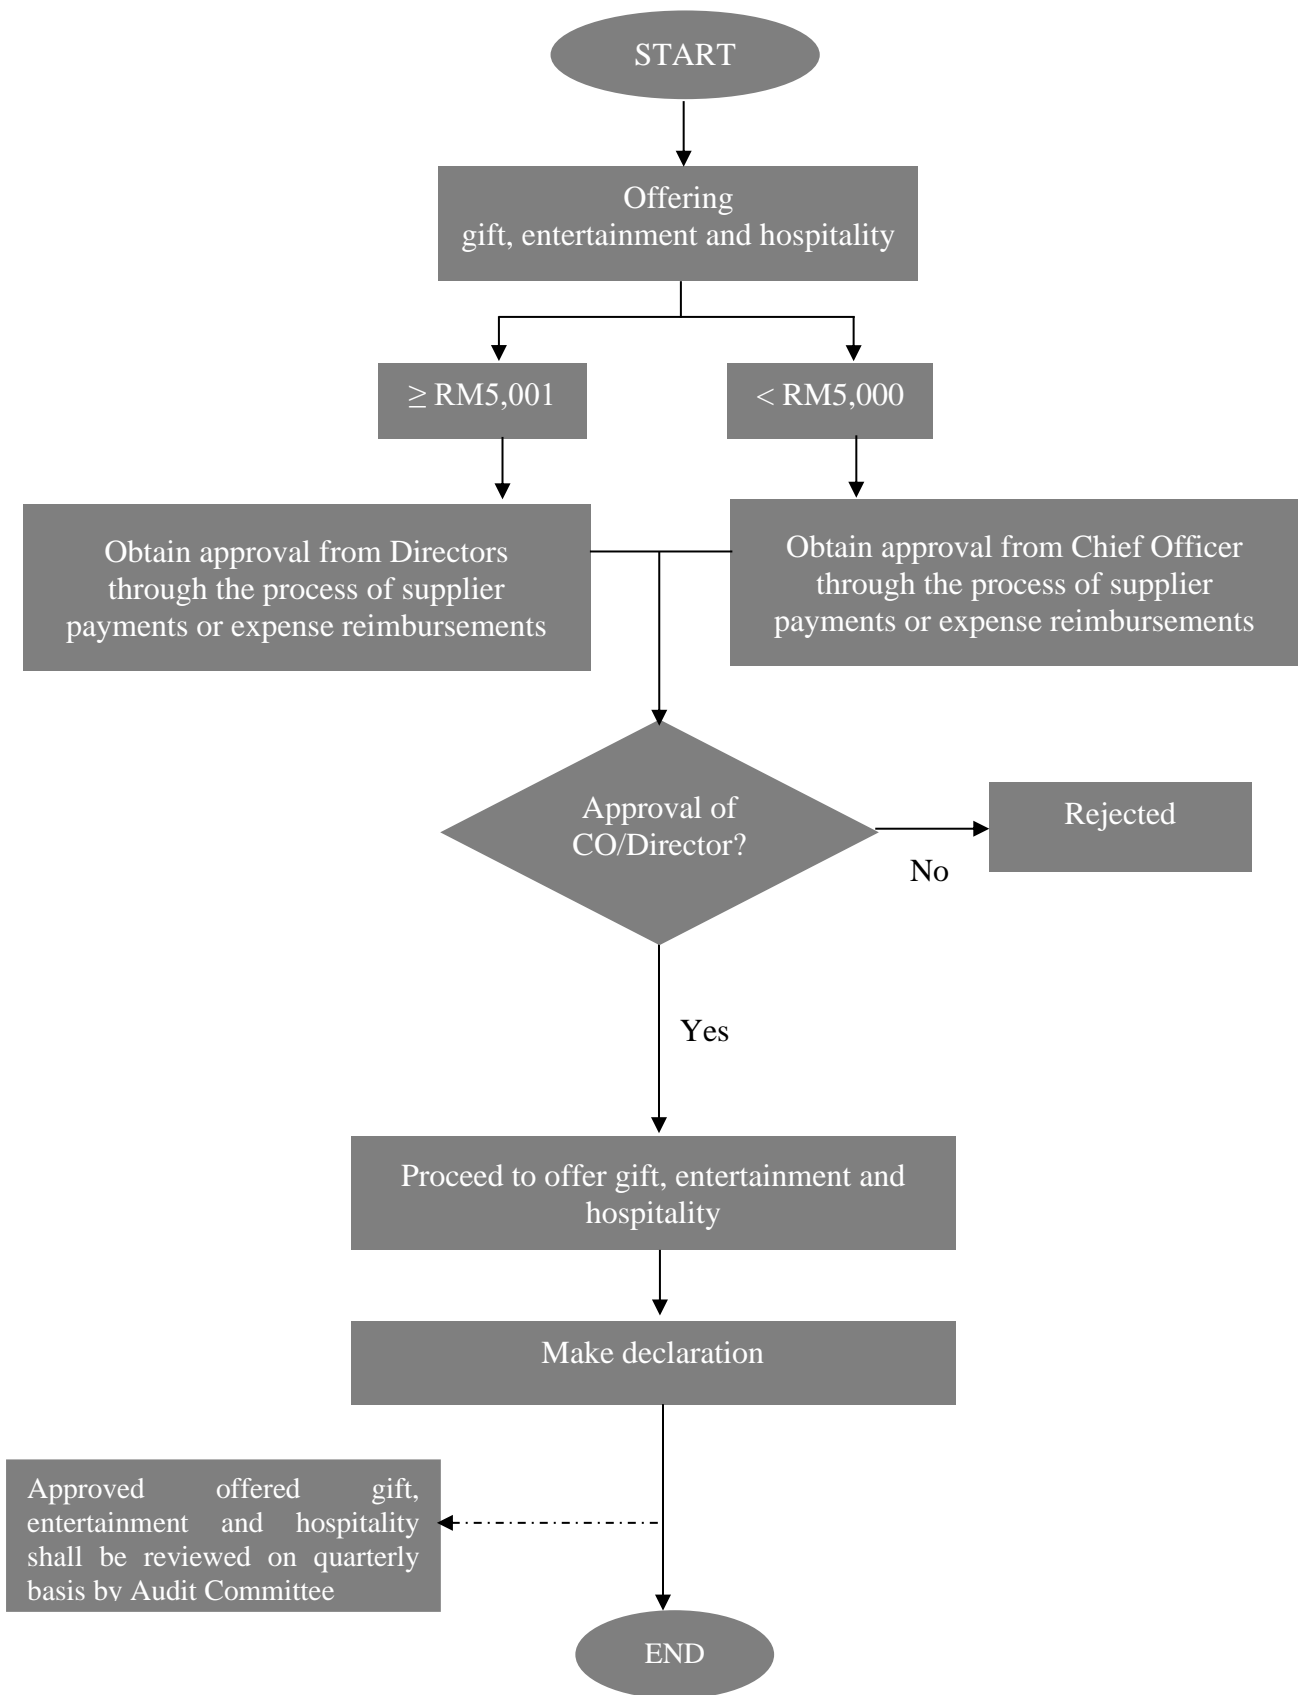 START
Offering
gift, entertainment and hospitality
≥ RM5,001
< RM5,000
Obtain approval from Directors
through the process of supplier
payments or expense reimbursements
Obtain approval from Chief Officer
through the process of supplier
payments or expense reimbursements
Approval of
CO/Director?
Rejected
No
Yes
Proceed to offer gift, entertainment and
hospitality
Make declaration
Approved offered gift,
entertainment and hospitality
shall be reviewed on quarterly
basis by Audit Committee
END